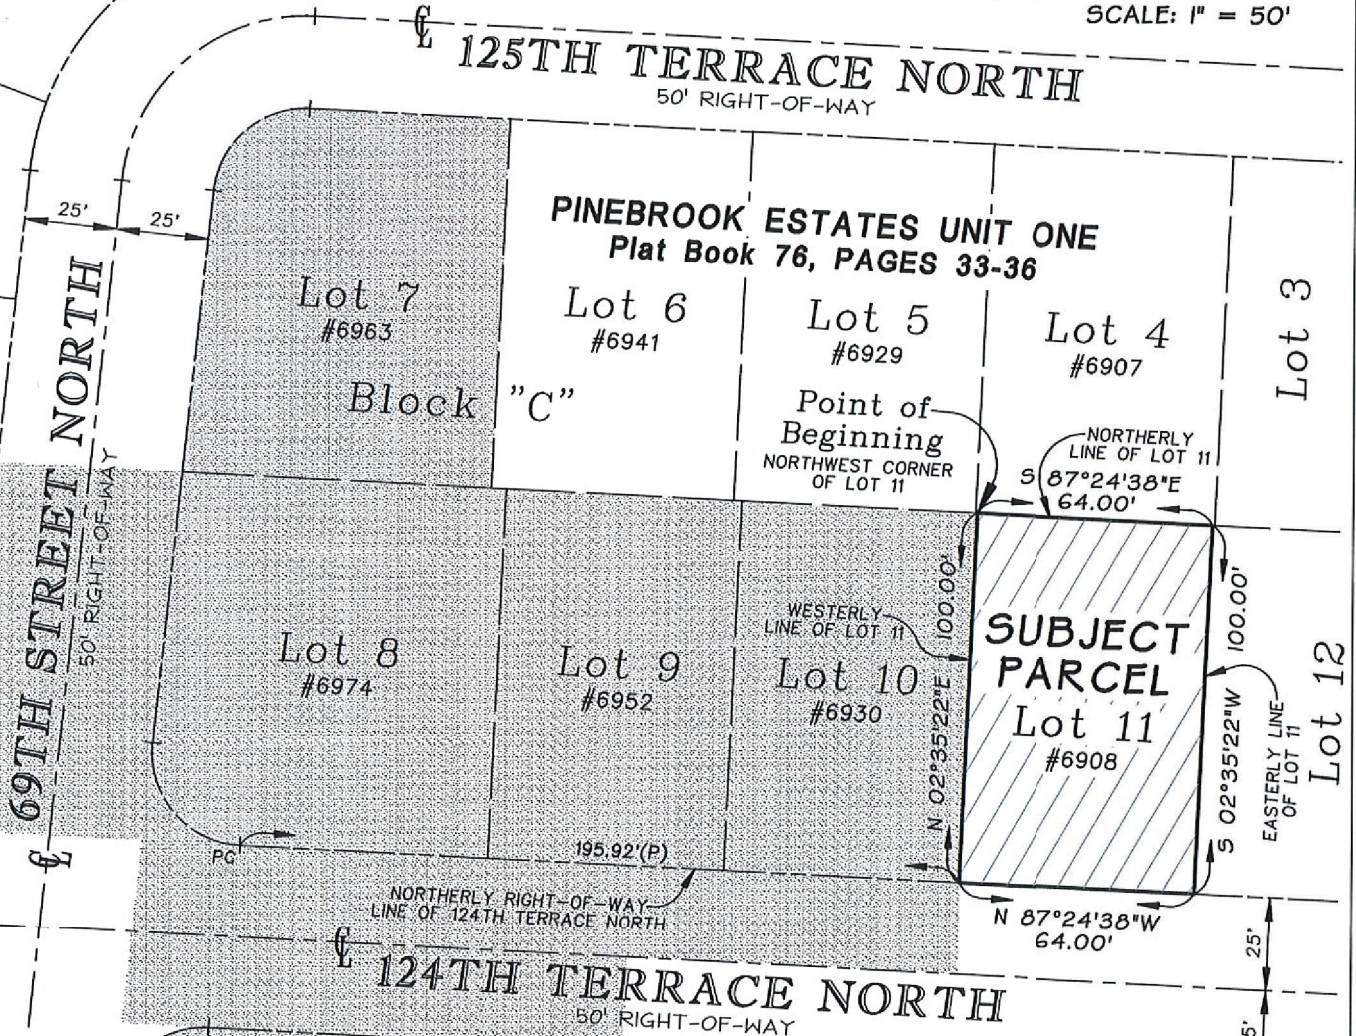 SCALE: 1" = 50'
℄ 125TH TERRACE NORTH
50' RIGHT-OF-WAY
25'
25'
PINEBROOK ESTATES UNIT ONE
Plat Book 76, PAGES 33-36
Lot 7
#6963
Lot 6
#6941
Lot 5
#6929
Lot 4
#6907
Lot 3
Block "C"
Point of
Beginning
NORTHWEST CORNER
OF LOT 11
NORTHERLY
LINE OF LOT 11
S 87°24'38"E
64.00'
69TH STREET NORTH
50' RIGHT-OF-WAY
℄
Lot 8
#6974
Lot 9
#6952
WESTERLY
LINE OF LOT 11
Lot 10
#6930
N 02°35'22"E 100.00'
SUBJECT
PARCEL
Lot 11
#6908
100.00'
S 02°35'22"W
EASTERLY LINE
OF LOT 11
Lot 12
PC
195.92'(P)
NORTHERLY RIGHT-OF-WAY
LINE OF 124TH TERRACE NORTH
N 87°24'38"W
64.00'
25'
℄ 124TH TERRACE NORTH
50' RIGHT-OF-WAY